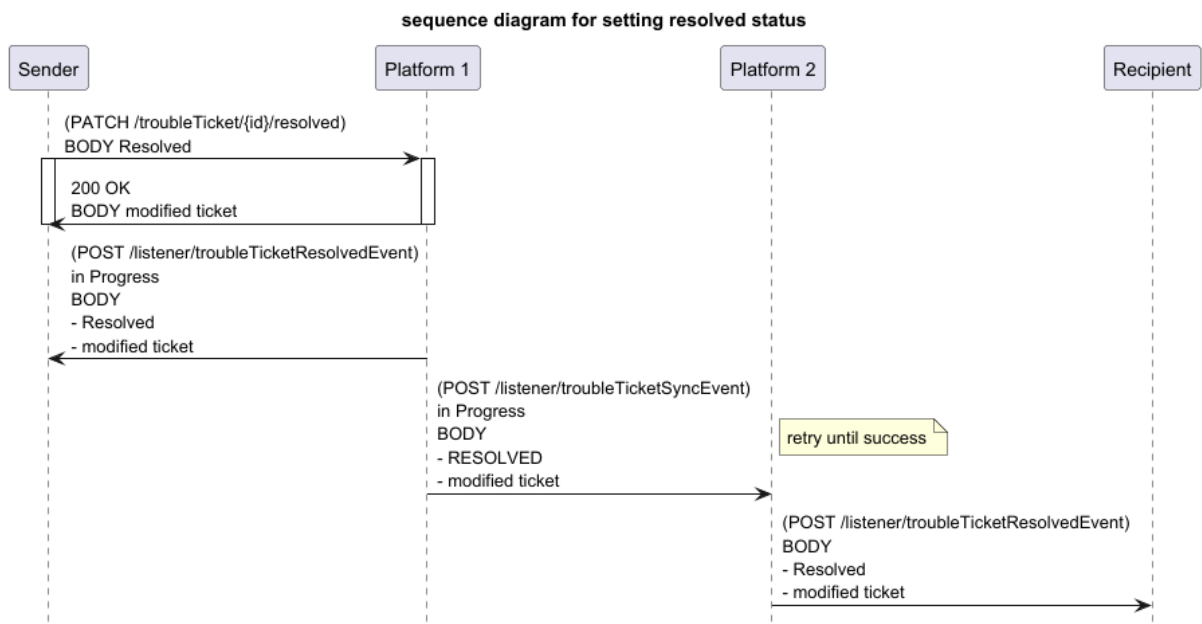 sequence diagram for setting resolved status
Sender
Platform 1
Platform 2
Recipient
(PATCH /troubleTicket/{id}/resolved)
BODY Resolved
200 OK
BODY modified ticket
(POST /listener/troubleTicketResolvedEvent)
in Progress
BODY
- Resolved
- modified ticket
(POST /listener/troubleTicketSyncEvent)
in Progress
BODY
- RESOLVED
- modified ticket
retry until success
(POST /listener/troubleTicketResolvedEvent)
BODY
- Resolved
- modified ticket